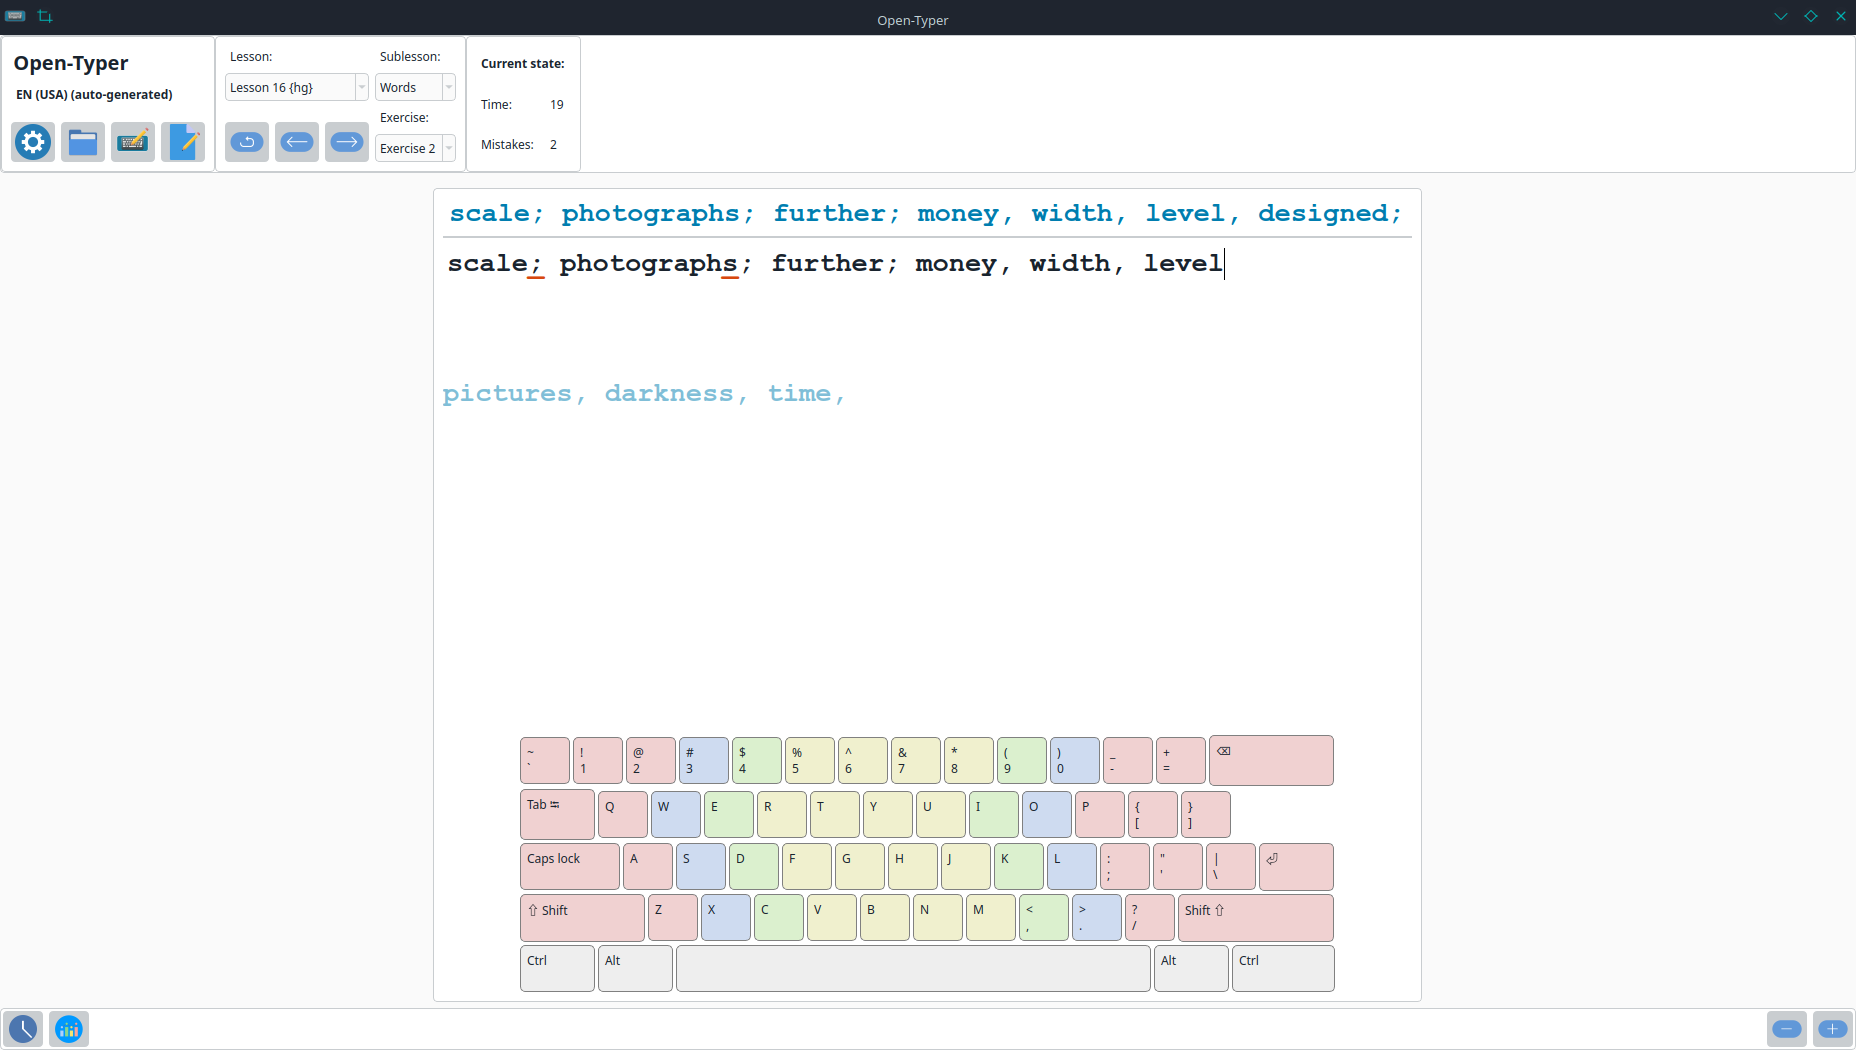 Open-Typer
Open-Typer
EN (USA) (auto-generated)
Lesson:
Lesson 16 {hg}
Sublesson:
Words
Exercise:
Exercise 2
Current state:
Time: 19
Mistakes: 2
scale; photographs; further; money, width, level, designed;
scale; photographs; further; money, width, level
pictures, darkness, time,
~ ! @ # $ % ^ & * ( ) _ + ⌫
` 1 2 3 4 5 6 7 8 9 0 - =
Tab ↹ Q W E R T Y U I O P { }
[ ]
Caps lock A S D F G H J K L : " | ⏎
; ' \
⇧ Shift Z X C V B N M < > ? Shift ⇧
, . /
Ctrl Alt Alt Ctrl